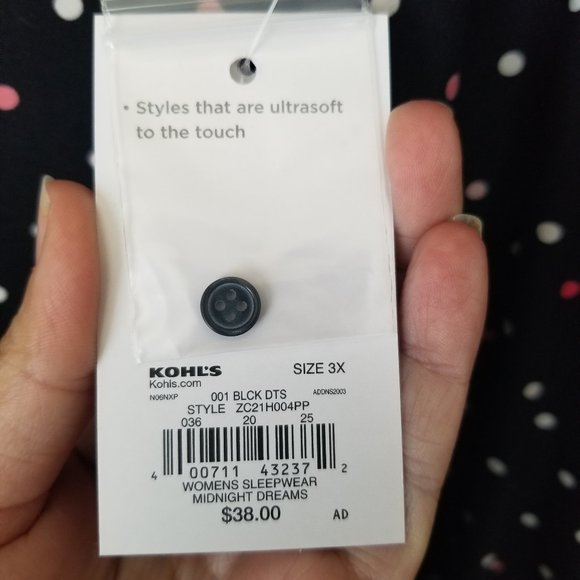 • Styles that are ultrasoft
to the touch
KOHL'S SIZE 3X
Kohls.com
N06NXP 001 BLCK DTS ADDNS2003
STYLE ZC21H004PP
036 20 25
4 00711 43237 2
WOMENS SLEEPWEAR
MIDNIGHT DREAMS
$38.00 AD